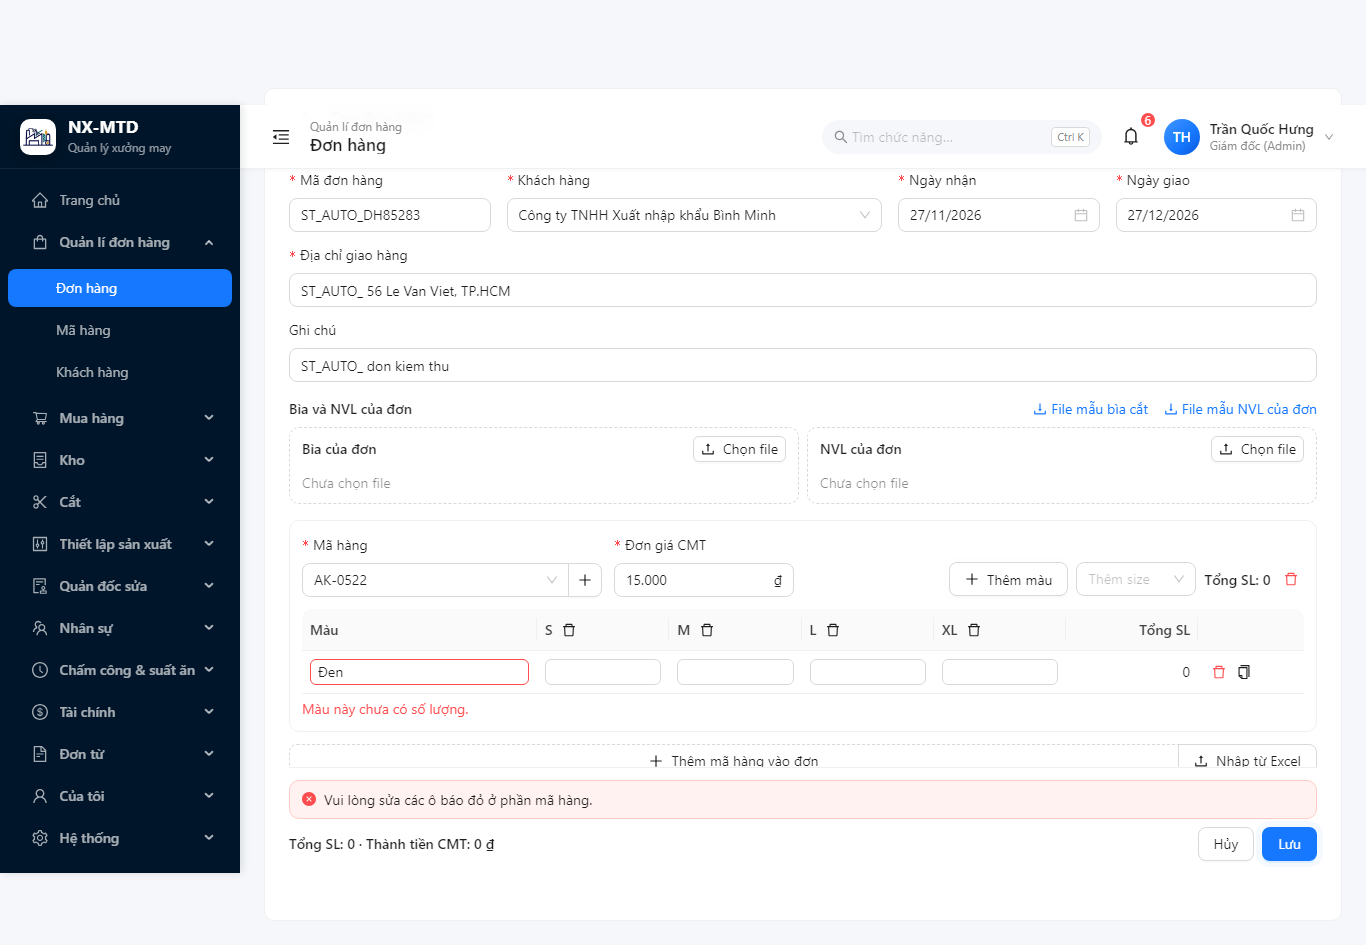 NX-MTD
Quản lý xưởng may
Trang chủ
Quản lí đơn hàng
Đơn hàng
Mã hàng
Khách hàng
Mua hàng
Kho
Cắt
Thiết lập sản xuất
Quản đốc sửa
Nhân sự
Chấm công & suất ăn
Tài chính
Đơn từ
Của tôi
Hệ thống
Quản lí đơn hàng
Đơn hàng
Tìm chức năng... Ctrl K
6
TH
Trần Quốc Hưng
Giám đốc (Admin)
* Mã đơn hàng * Khách hàng * Ngày nhận * Ngày giao
ST_AUTO_DH85283 Công ty TNHH Xuất nhập khẩu Bình Minh 27/11/2026 27/12/2026
* Địa chỉ giao hàng
ST_AUTO_ 56 Le Van Viet, TP.HCM
Ghi chú
ST_AUTO_ don kiem thu
Bìa và NVL của đơn File mẫu bìa cắt File mẫu NVL của đơn
Bìa của đơn Chọn file NVL của đơn Chọn file
Chưa chọn file Chưa chọn file
* Mã hàng * Đơn giá CMT
AK-0522 15.000 ₫ Thêm màu Thêm size Tổng SL: 0
Màu S M L XL Tổng SL
Đen 0
Màu này chưa có số lượng.
Thêm mã hàng vào đơn Nhập từ Excel
Vui lòng sửa các ô báo đỏ ở phần mã hàng.
Tổng SL: 0 · Thành tiền CMT: 0 ₫ Hủy Lưu